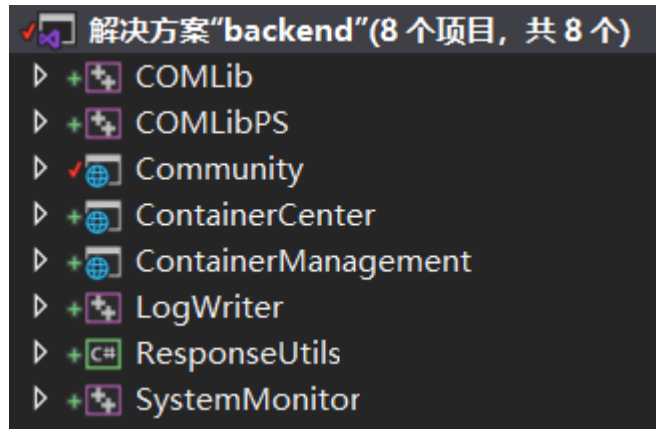 解决方案“backend”(8 个项目，共 8 个)
COMLib
COMLibPS
Community
ContainerCenter
ContainerManagement
LogWriter
C# ResponseUtils
SystemMonitor